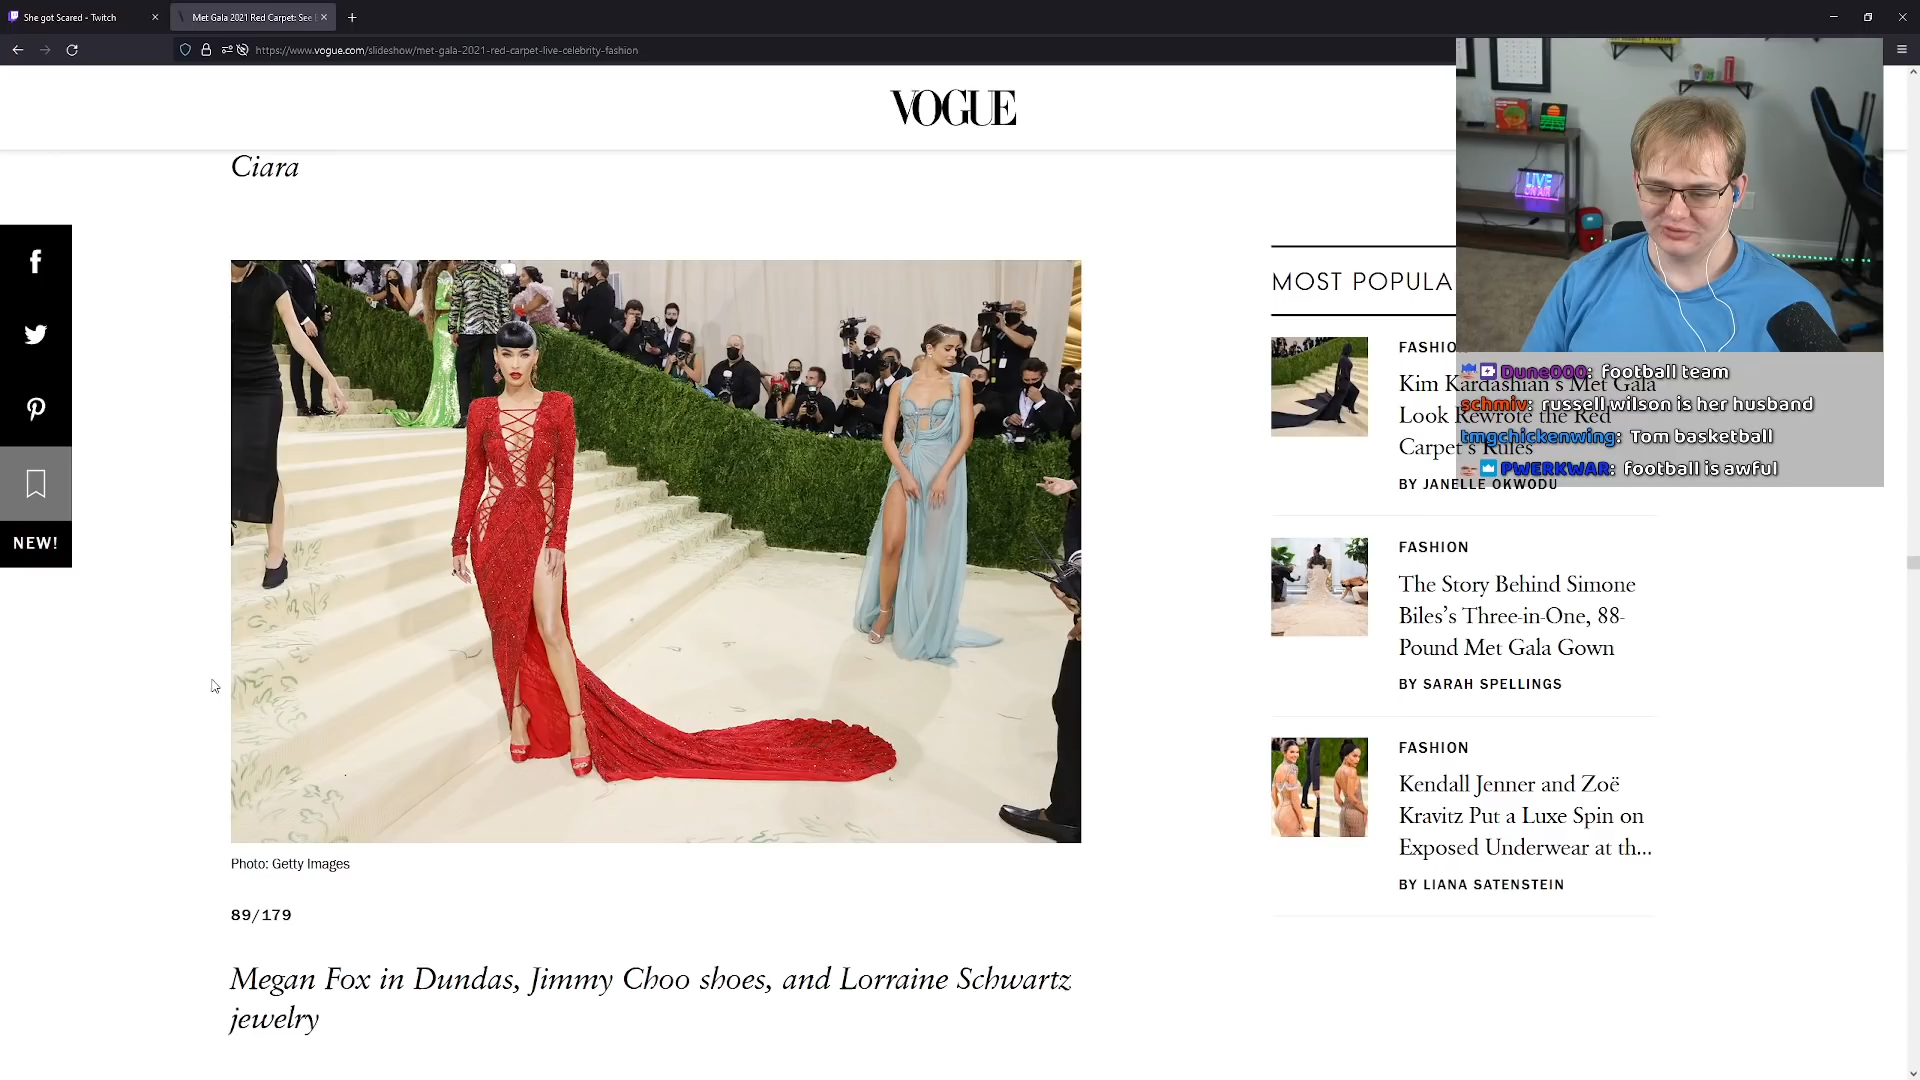 She got Scared - Twitch
Met Gala 2021 Red Carpet: See
https://www.vogue.com/slideshow/met-gala-2021-red-carpet-live-celebrity-fashion
VOGUE
Ciara
NEW!
Photo: Getty Images
89/179
Megan Fox in Dundas, Jimmy Choo shoes, and Lorraine Schwartz
jewelry
MOST POPULA
FASHIO
Kim Kardashian's Met Gala
Look Rewrote the Red
Carpet's Rules
BY JANELLE OKWODU
FASHION
The Story Behind Simone
Biles's Three-in-One, 88-
Pound Met Gala Gown
BY SARAH SPELLINGS
FASHION
Kendall Jenner and Zoë
Kravitz Put a Luxe Spin on
Exposed Underwear at th...
BY LIANA SATENSTEIN
LIVE
ON AIR
Dune000: football team
schmiv: russell wilson is her husband
tmgchickenwing: Tom basketball
PWERKWAR: football is awful